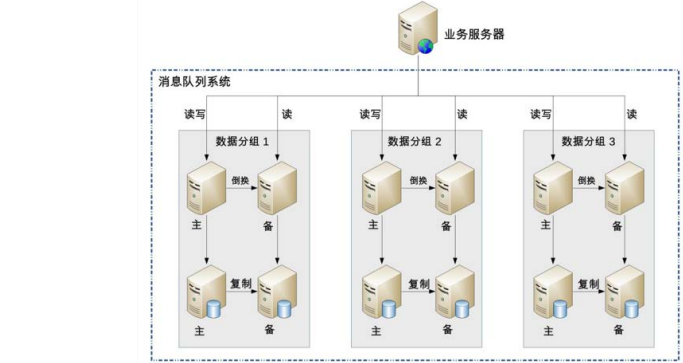 业务服务器
消息队列系统
读写 读 读写 读 读写 读
数据分组 1 数据分组 2 数据分组 3
倒换 倒换 倒换
主 备 主 备 主 备
复制 复制 复制
主 备 主 备 主 备